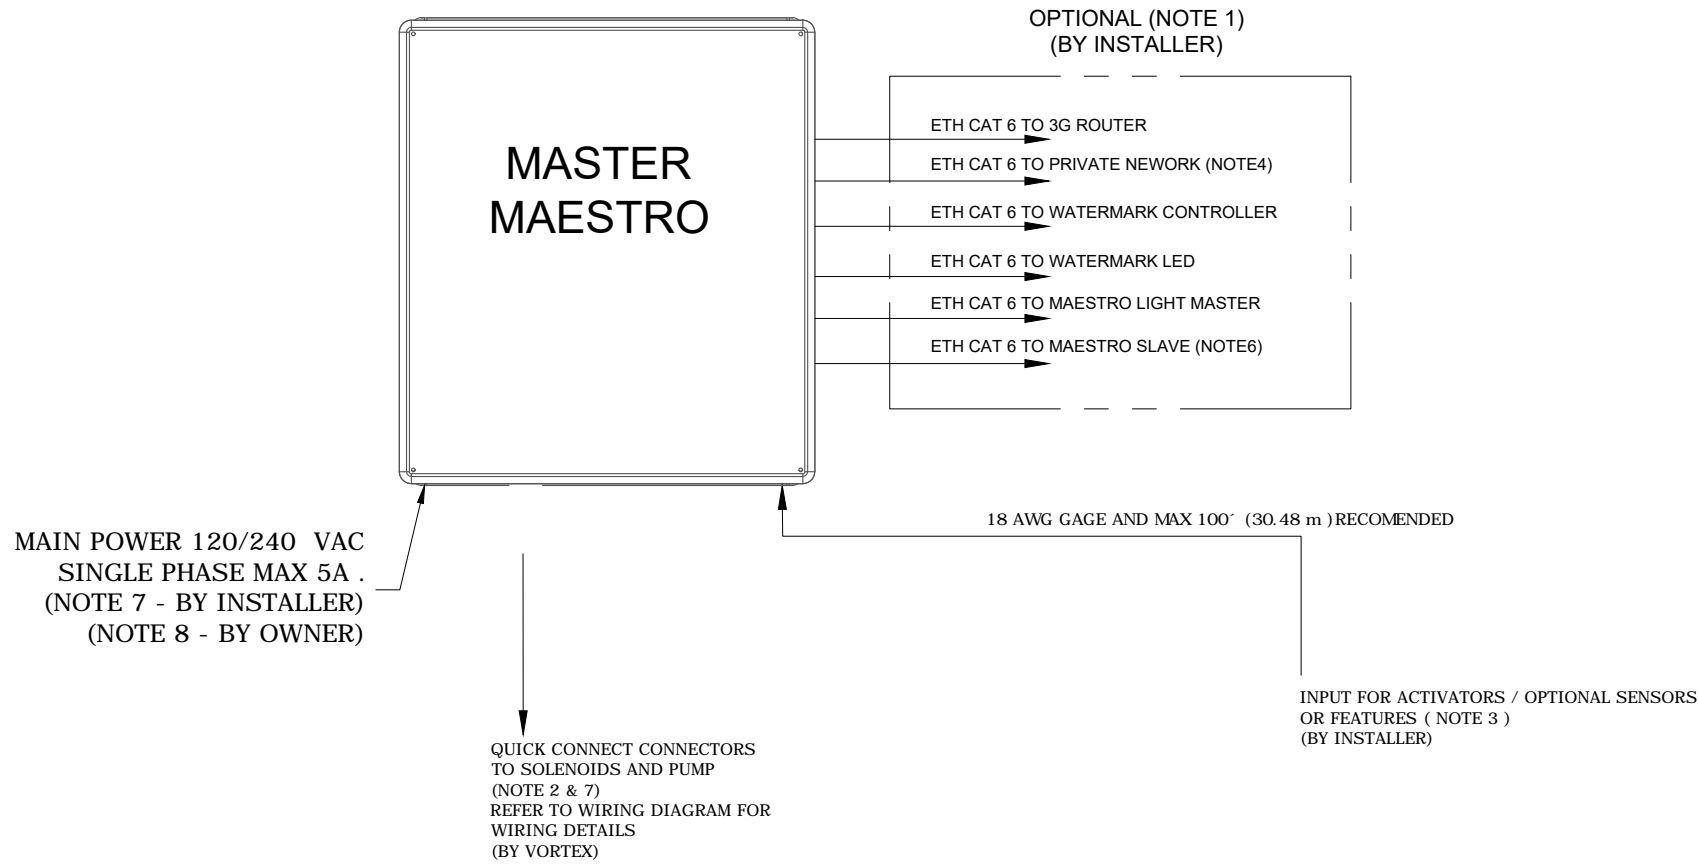 OPTIONAL (NOTE 1)
(BY INSTALLER)
MASTER
MAESTRO
ETH CAT 6 TO 3G ROUTER
ETH CAT 6 TO PRIVATE NEWORK (NOTE4)
ETH CAT 6 TO WATERMARK CONTROLLER
ETH CAT 6 TO WATERMARK LED
ETH CAT 6 TO MAESTRO LIGHT MASTER
ETH CAT 6 TO MAESTRO SLAVE (NOTE6)
18 AWG GAGE AND MAX 100´ (30.48 m ) RECOMENDED
MAIN POWER 120/240 VAC
SINGLE PHASE MAX 5A .
(NOTE 7 - BY INSTALLER)
(NOTE 8 - BY OWNER)
INPUT FOR ACTIVATORS / OPTIONAL SENSORS
OR FEATURES ( NOTE 3 )
(BY INSTALLER)
QUICK CONNECT CONNECTORS
TO SOLENOIDS AND PUMP
(NOTE 2 & 7)
REFER TO WIRING DIAGRAM FOR
WIRING DETAILS
(BY VORTEX)